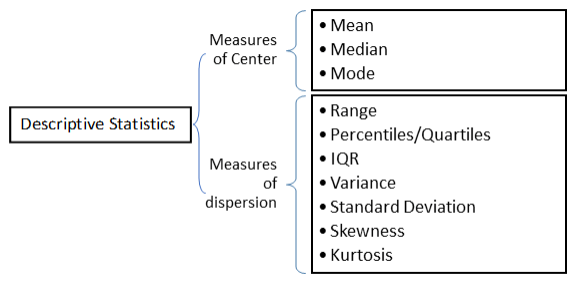 Descriptive Statistics
Measures
of Center
• Mean
• Median
• Mode
Measures
of
dispersion
• Range
• Percentiles/Quartiles
• IQR
• Variance
• Standard Deviation
• Skewness
• Kurtosis